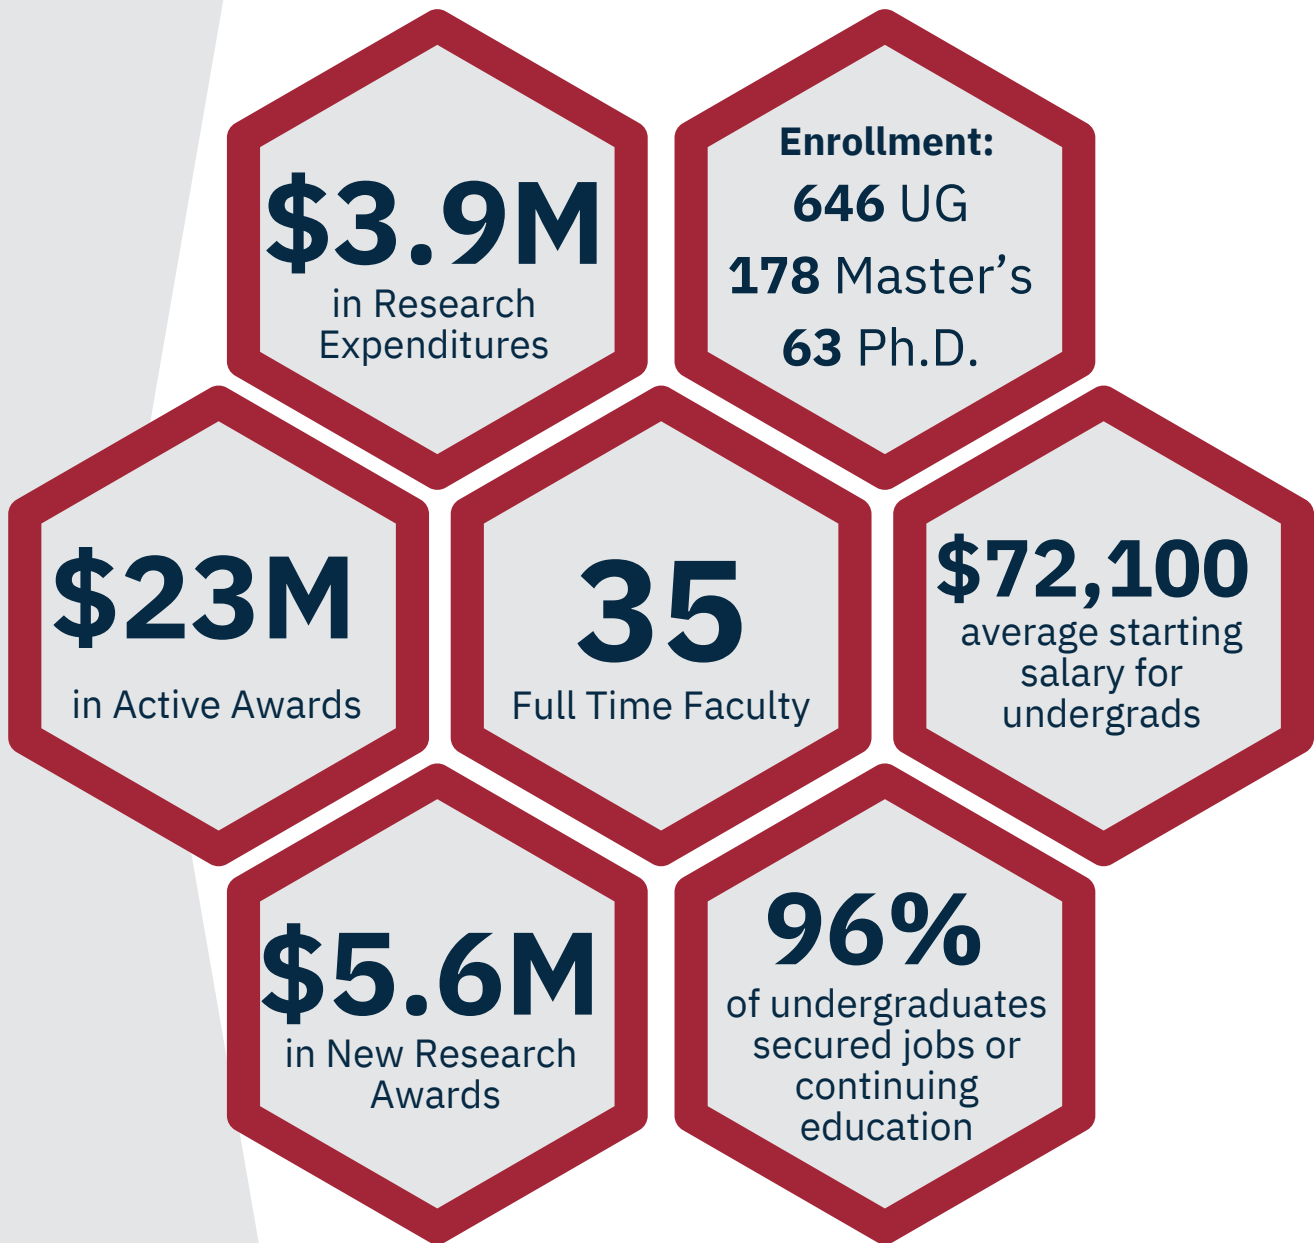 $3.9M
in Research
Expenditures
Enrollment:
646 UG
178 Master’s
63 Ph.D.
$23M
in Active Awards
35
Full Time Faculty
$72,100
average starting
salary for
undergrads
$5.6M
in New Research
Awards
96%
of undergraduates
secured jobs or
continuing
education